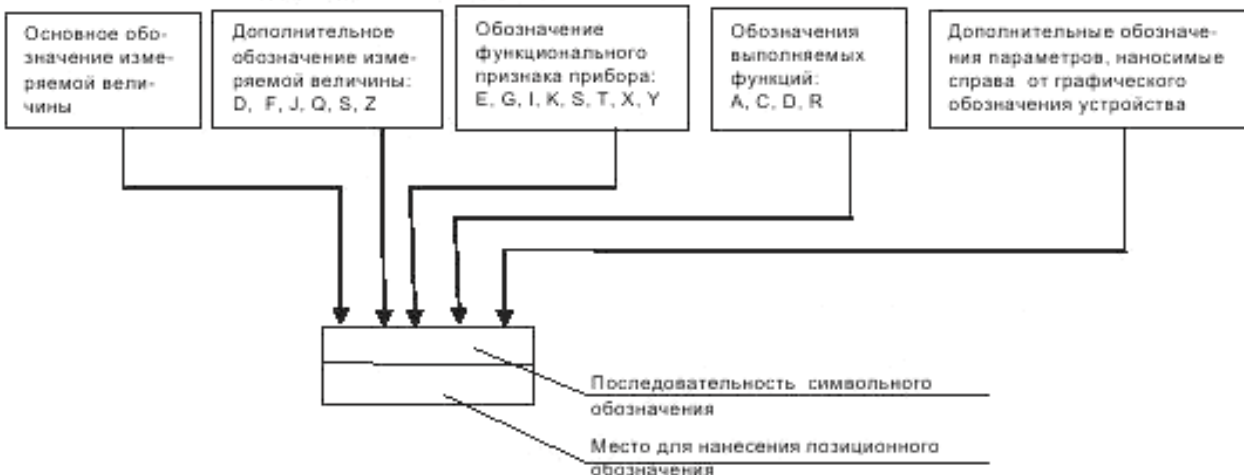 Основное обо-
значение изме-
ряемой вели-
чины
Дополнительное
обозначение изме-
ряемой величины:
D, F, J, Q, S, Z
Обозначение
функционального
признака прибора:
E, G, I, K, S, T, X, Y
Обозначения
выполняемых
функций:
A, C, D, R
Дополнительные обозначе-
ния параметров, наносимые
справа от графического
обозначения устройства
Последовательность символьного
обозначения
Место для нанесения позиционного
обозначения